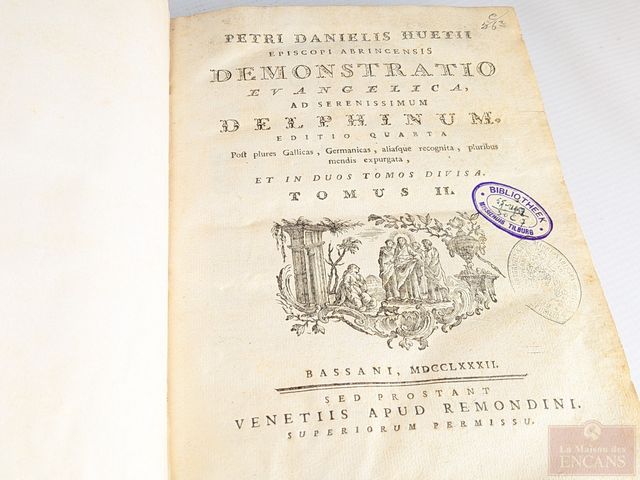 PETRI DANIELIS HUETII
EPISCOPI ABRINCENSIS
DEMONSTRATIO
EVANGELICA,
AD SERENISSIMUM
DELPHINUM.
EDITIO QUARTA
Post plures Gallicas, Germanicas, aliasque recognita, pluribus
mendis expurgata,
ET IN DUOS TOMOS DIVISA.
TOMUS II.
BIBLIOTHEEK
TILBURG
BASSANI, MDCCLXXXII.
SED PROSTANT
VENETIIS APUD REMONDINI.
SUPERIORUM PERMISSU.
La Maison des
ENCANS